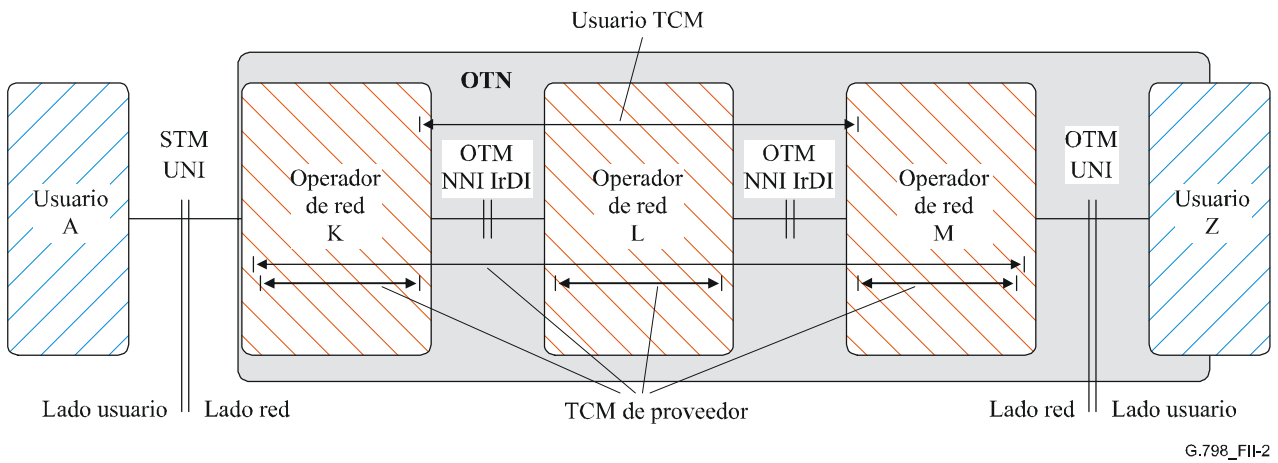 Usuario TCM
OTN
STM
UNI
OTM
NNI IrDI
OTM
NNI IrDI
OTM
UNI
Usuario
A
Operador
de red
K
Operador
de red
L
Operador
de red
M
Usuario
Z
Lado usuario
Lado red
TCM de proveedor
Lado red
Lado usuario
G.798_FII-2